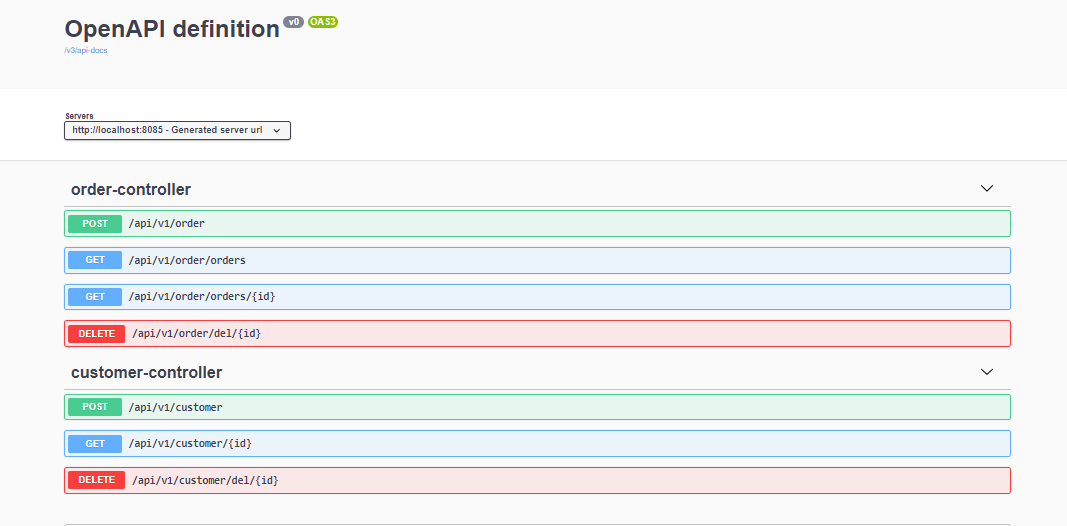 OpenAPI definition v0 OAS3
/v3/api-docs
Servers
http://localhost:8085 - Generated server url
order-controller
POST /api/v1/order
GET /api/v1/order/orders
GET /api/v1/order/orders/{id}
DELETE /api/v1/order/del/{id}
customer-controller
POST /api/v1/customer
GET /api/v1/customer/{id}
DELETE /api/v1/customer/del/{id}